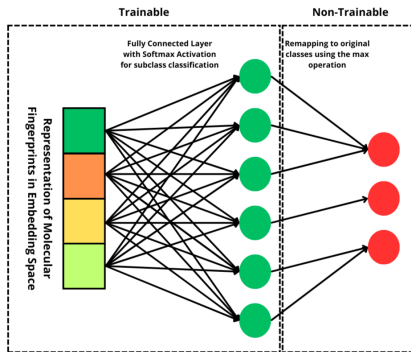 Trainable
Non-Trainable
Fully Connected Layer
with Softmax Activation
for subclass classification
Remapping to original
classes using the max
operation
Representation of Molecular
Fingerprints in Embedding Space